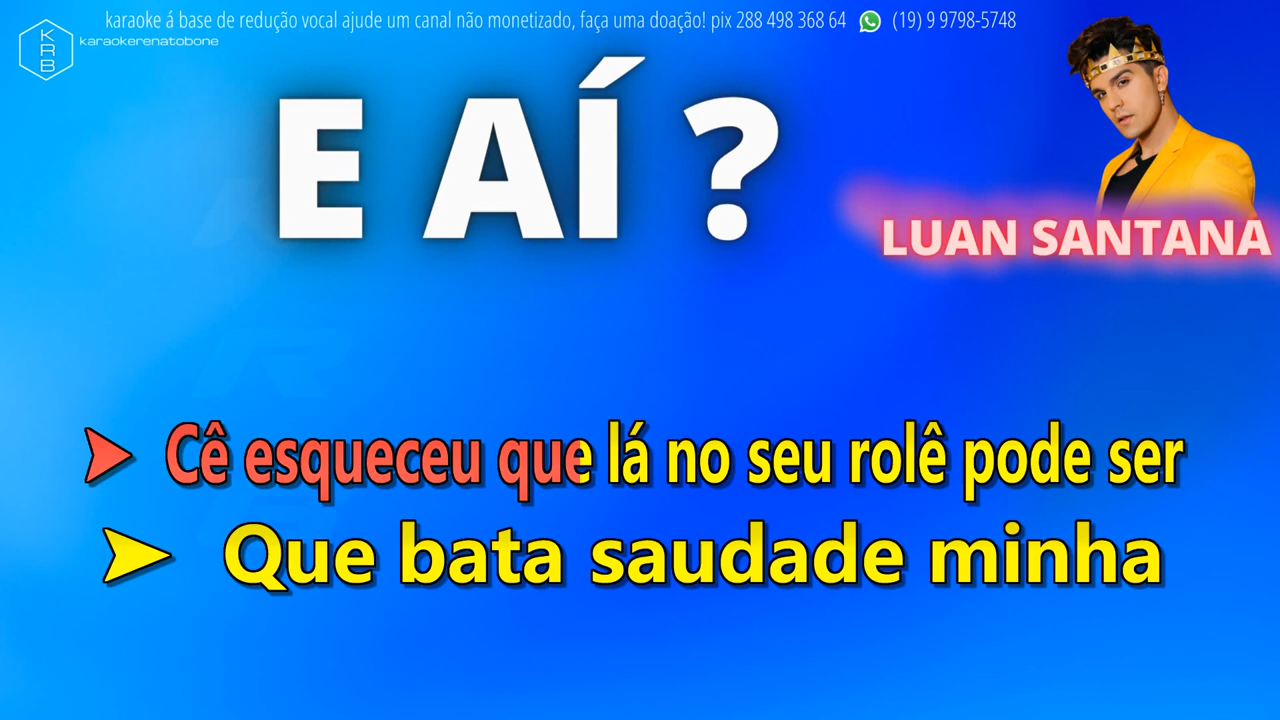 karaoke á base de redução vocal ajude um canal não monetizado, faça uma doação! pix 288 498 368 64 (19) 9 9798-5748
KRB
karaokerenatobone
E AÍ ?
LUAN SANTANA
Cê esqueceu que lá no seu rolê pode ser
Que bata saudade minha